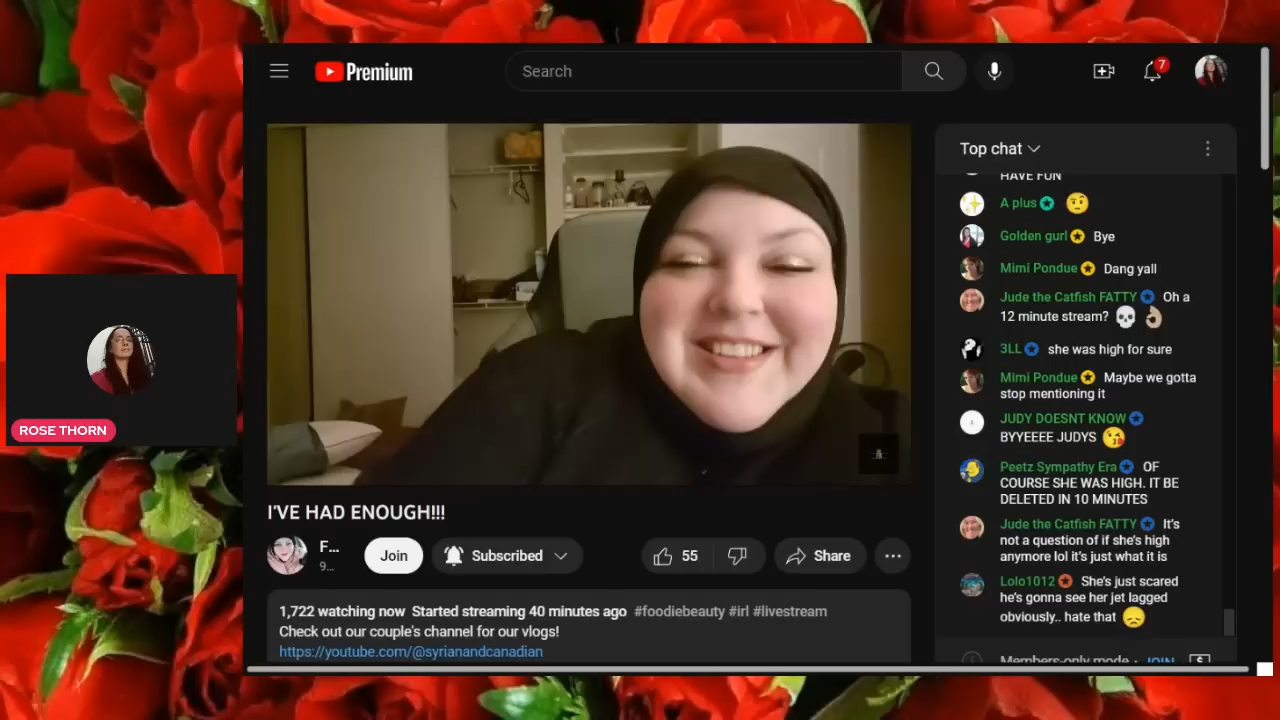 Premium
Search
7
Top chat
HAVE FUN
A plus
Golden gurl Bye
Mimi Pondue Dang yall
Jude the Catfish FATTY Oh a
12 minute stream?
3LL she was high for sure
Mimi Pondue Maybe we gotta
stop mentioning it
JUDY DOESNT KNOW
BYYEEEE JUDYS
Peetz Sympathy Era OF
COURSE SHE WAS HIGH. IT BE
DELETED IN 10 MINUTES
Jude the Catfish FATTY It's
not a question of if she's high
anymore lol it's just what it is
Lolo1012 She's just scared
he's gonna see her jet lagged
obviously.. hate that
Members-only mode · JOIN
ROSE THORN
I'VE HAD ENOUGH!!!
F...
9...
Join
Subscribed
55
Share
1,722 watching now Started streaming 40 minutes ago #foodiebeauty #irl #livestream
Check out our couple's channel for our vlogs!
https://youtube.com/@syrianandcanadian